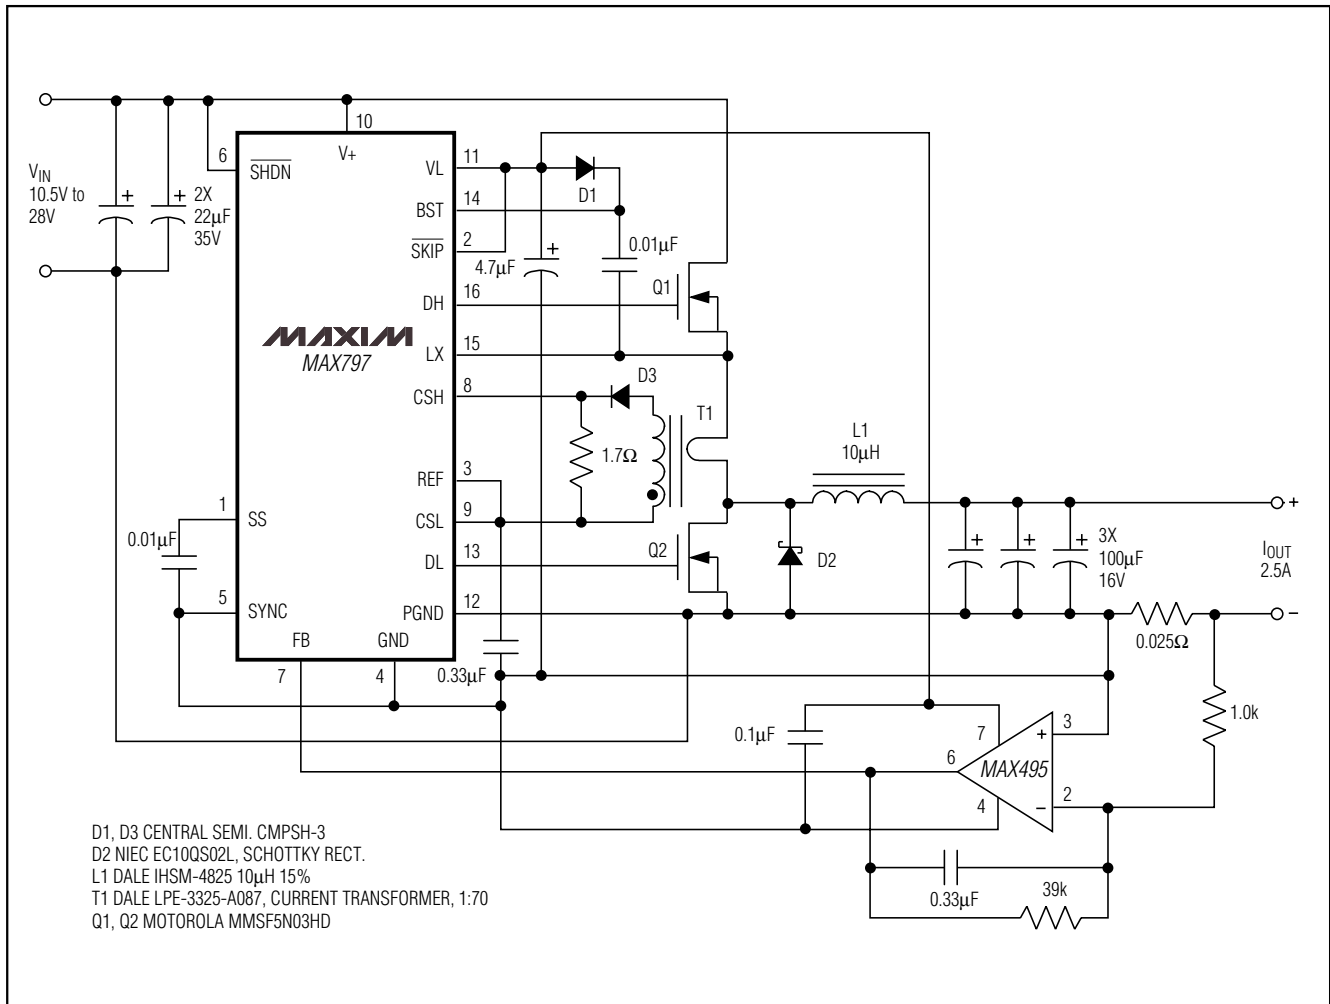 VIN
10.5V to
28V
+
+
2X
22µF
35V
6
SHDN
10
V+
VL
11
BST
14
SKIP
2
DH
16
LX
15
CSH
8
REF
3
CSL
9
DL
13
PGND
12
MAXIM
MAX797
1
SS
0.01µF
5
SYNC
FB
7
GND
4
D1
4.7µF
+
0.01µF
Q1
D3
T1
1.7Ω
Q2
0.33µF
D2
L1
10µH
+
+
+
3X
100µF
16V
+
IOUT
2.5A
−
0.025Ω
1.0k
0.1µF
7
6
MAX495
+
3
4
−
2
0.33µF
39k
D1, D3 CENTRAL SEMI. CMPSH-3
D2 NIEC EC10QS02L, SCHOTTKY RECT.
L1 DALE IHSM-4825 10µH 15%
T1 DALE LPE-3325-A087, CURRENT TRANSFORMER, 1:70
Q1, Q2 MOTOROLA MMSF5N03HD